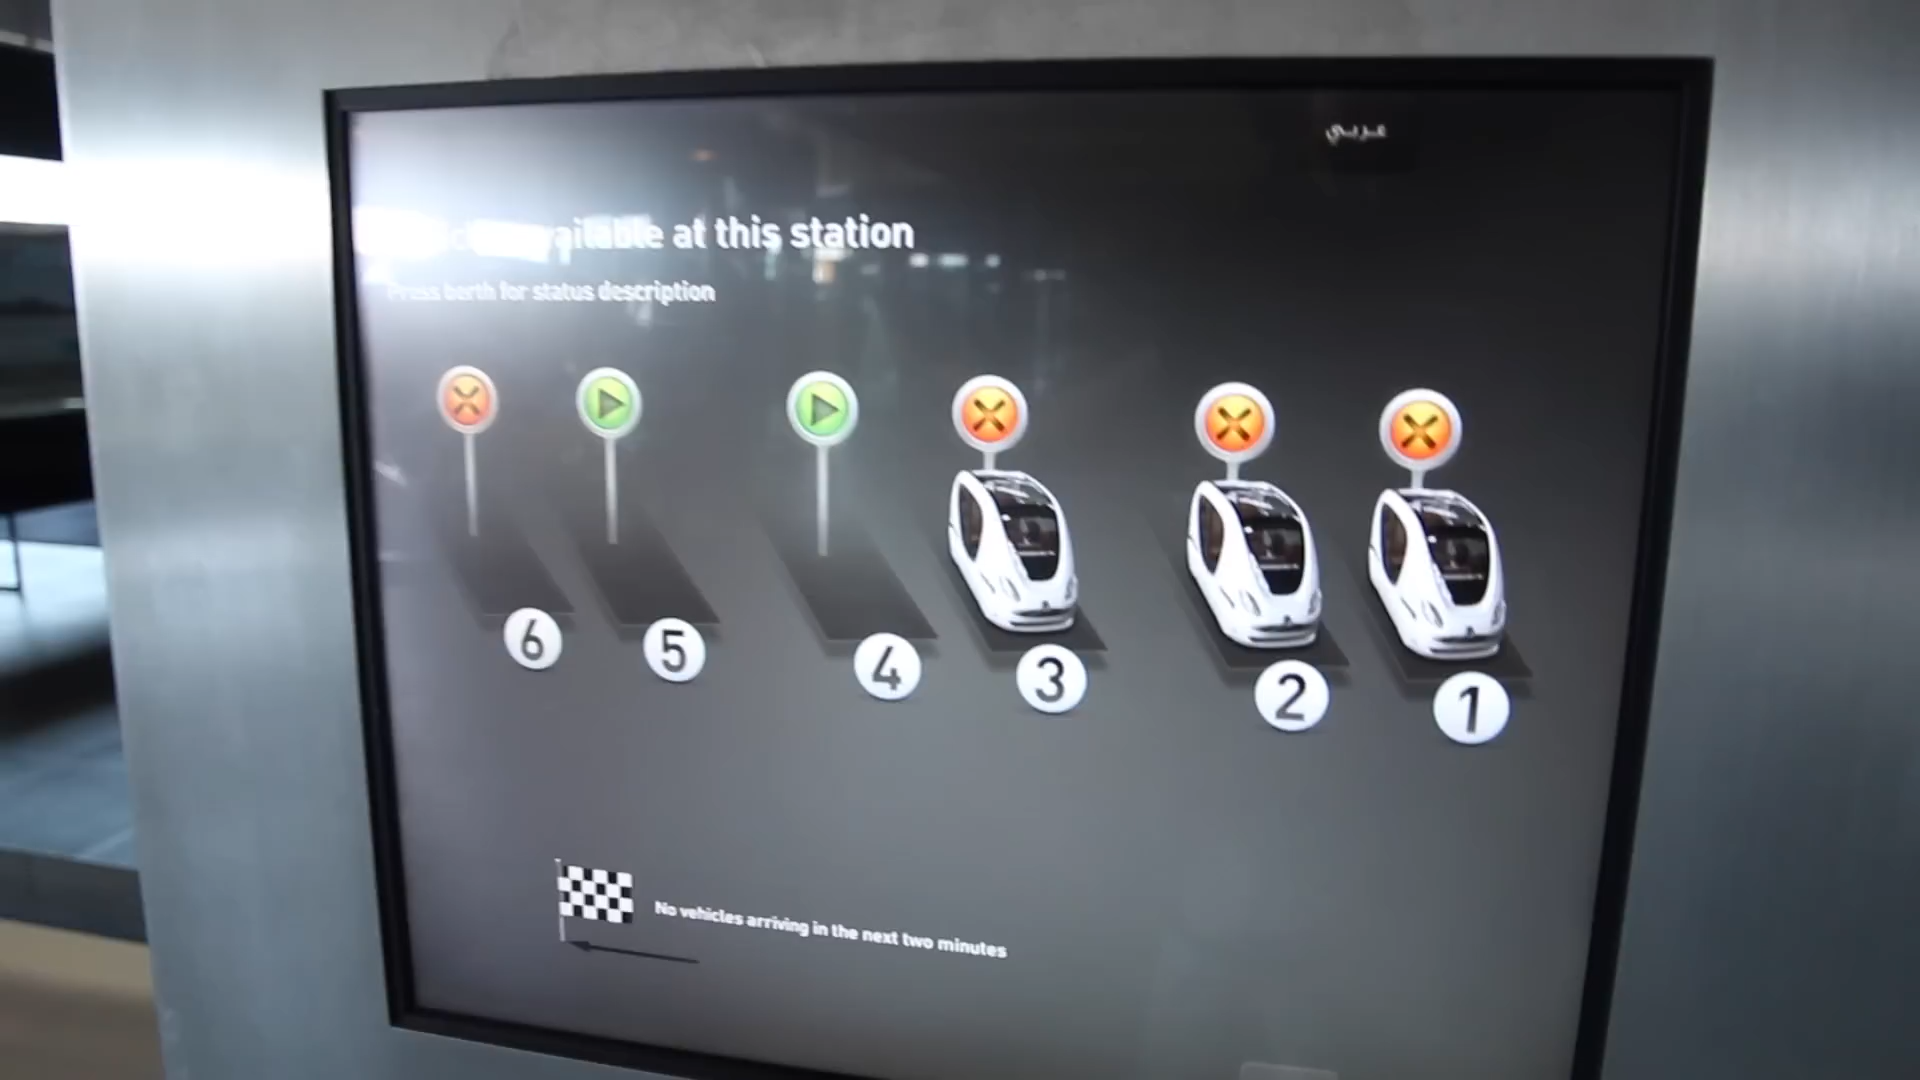 عربي
available at this station
Press berth for status description
6
5
4
3
2
1
No vehicles arriving in the next two minutes